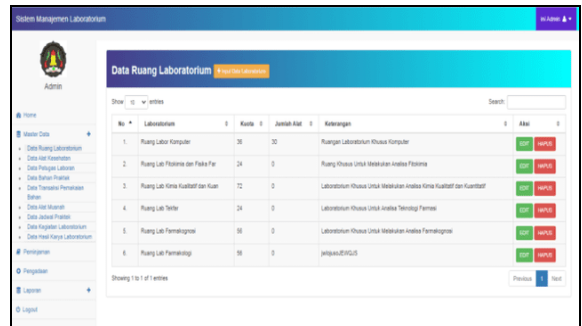 Sistem Manajemen Laboratorium
Ini Admin
Admin
Data Ruang Laboratorium
Input Data Laboratorium
Show 10 entries
Search:
No Laboratorium Kuota Jumlah Alat Keterangan Aksi
1. Ruang Labor Komputer 36 30 Ruangan Laboratorium Khusus Komputer EDIT HAPUS
2. Ruang Lab Fitokimia dan Fisika Far 24 0 Ruang Khusus Untuk Melakukan Analisa Fitokimia EDIT HAPUS
3. Ruang Lab Kimia Kualitatif dan Kuan 72 0 Laboratorium Khusus Untuk Melakukan Analisa Kimia Kualitatif dan Kuantitatif EDIT HAPUS
4. Ruang Lab Tekfar 24 0 Laboratorium Khusus Untuk Analisa Teknologi Farmasi EDIT HAPUS
5. Ruang Lab Farmakognosi 56 0 Laboratorium Khusus Untuk Melakukan Analisa Farmakognosi EDIT HAPUS
6. Ruang Lab Farmakologi 56 0 EDIT HAPUS
Showing 1 to 1 of 1 entries
Previous 1 Next
Home
Master Data +
Data Ruang Laboratorium
Data Alat Kesehatan
Data Petugas Laboran
Data Bahan Praktek
Data Transaksi Pemakaian
Bahan
Data Alat Musnah
Data Jadwal Praktek
Data Kegiatan Laboratorium
Data Hasil Karya Laboratorium
Peminjaman
Pengadaan
Laporan +
Logout